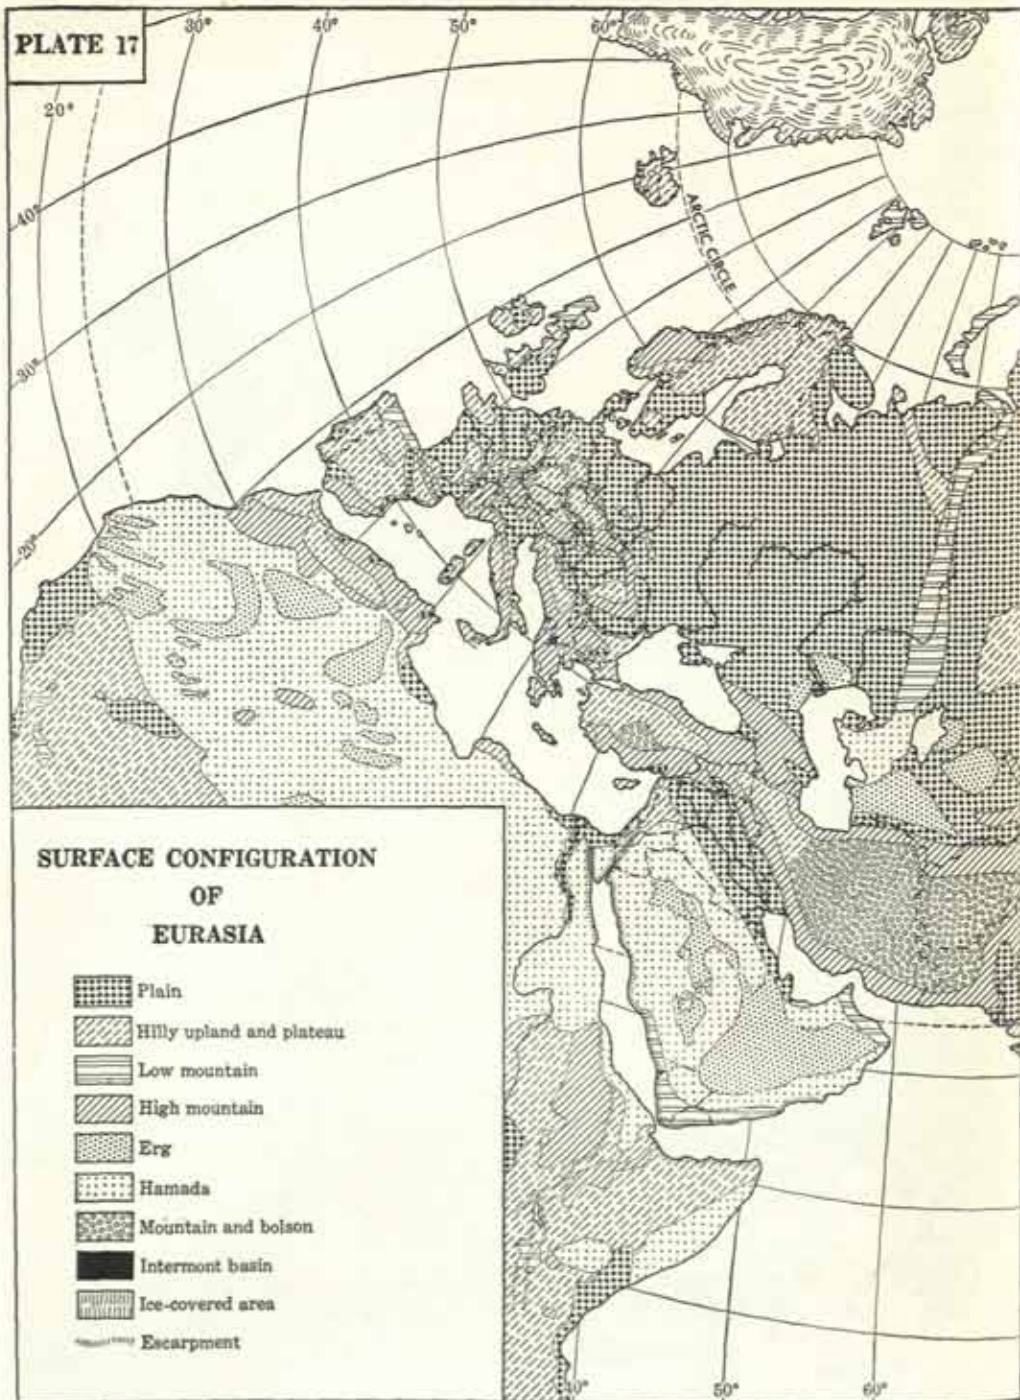 PLATE 17
30°
40°
50°
60°
20°
40°
30°
20°
ARCTIC CIRCLE
SURFACE CONFIGURATION
OF
EURASIA
Plain
Hilly upland and plateau
Low mountain
High mountain
Erg
Hamada
Mountain and bolson
Intermont basin
Ice-covered area
Escarpment
40°
50°
60°